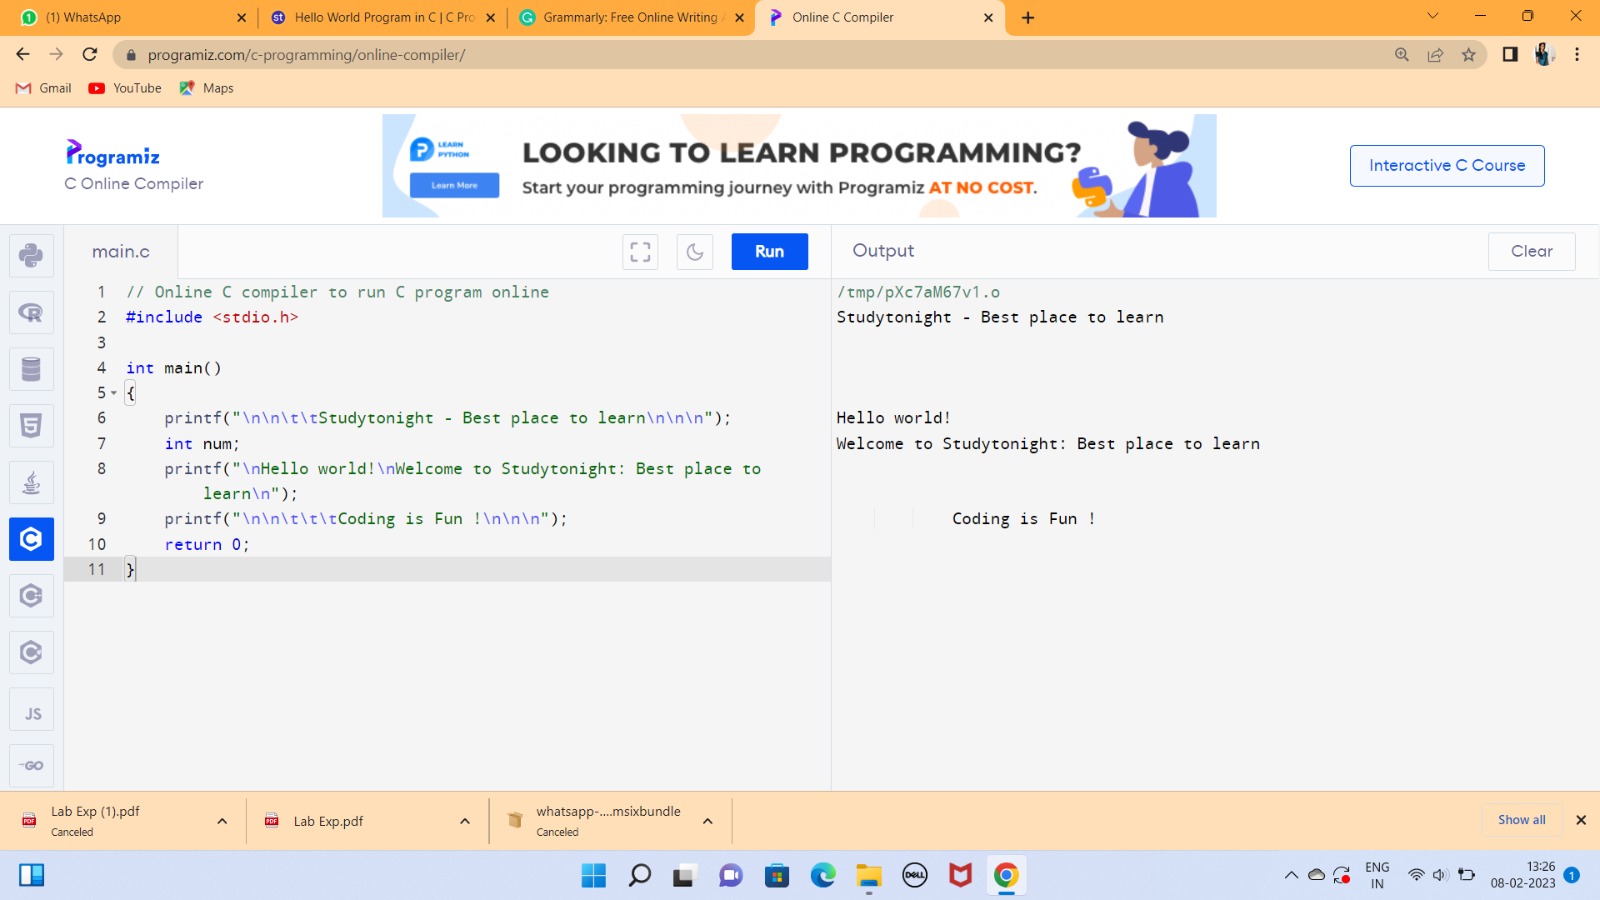 (1) WhatsApp
Hello World Program in C | C Pro
Grammarly: Free Online Writing
Online C Compiler
programiz.com/c-programming/online-compiler/
Gmail
YouTube
Maps
Programiz
C Online Compiler
LEARN
PYTHON
Learn More
LOOKING TO LEARN PROGRAMMING?
Start your programming journey with Programiz AT NO COST.
Interactive C Course
main.c
Run
Output
Clear
1 // Online C compiler to run C program online
2 #include <stdio.h>
3
4 int main()
5 {
6 printf("\n\n\t\tStudytonight - Best place to learn\n\n\n");
7 int num;
8 printf("\nHello world!\nWelcome to Studytonight: Best place to
learn\n");
9 printf("\n\n\t\t\tCoding is Fun !\n\n\n");
10 return 0;
11 }
/tmp/pXc7aM67v1.o
Studytonight - Best place to learn
Hello world!
Welcome to Studytonight: Best place to learn
Coding is Fun !
JS
GO
Lab Exp (1).pdf
Canceled
Lab Exp.pdf
whatsapp-....msixbundle
Canceled
Show all
DELL
ENG
IN
13:26
08-02-2023
1